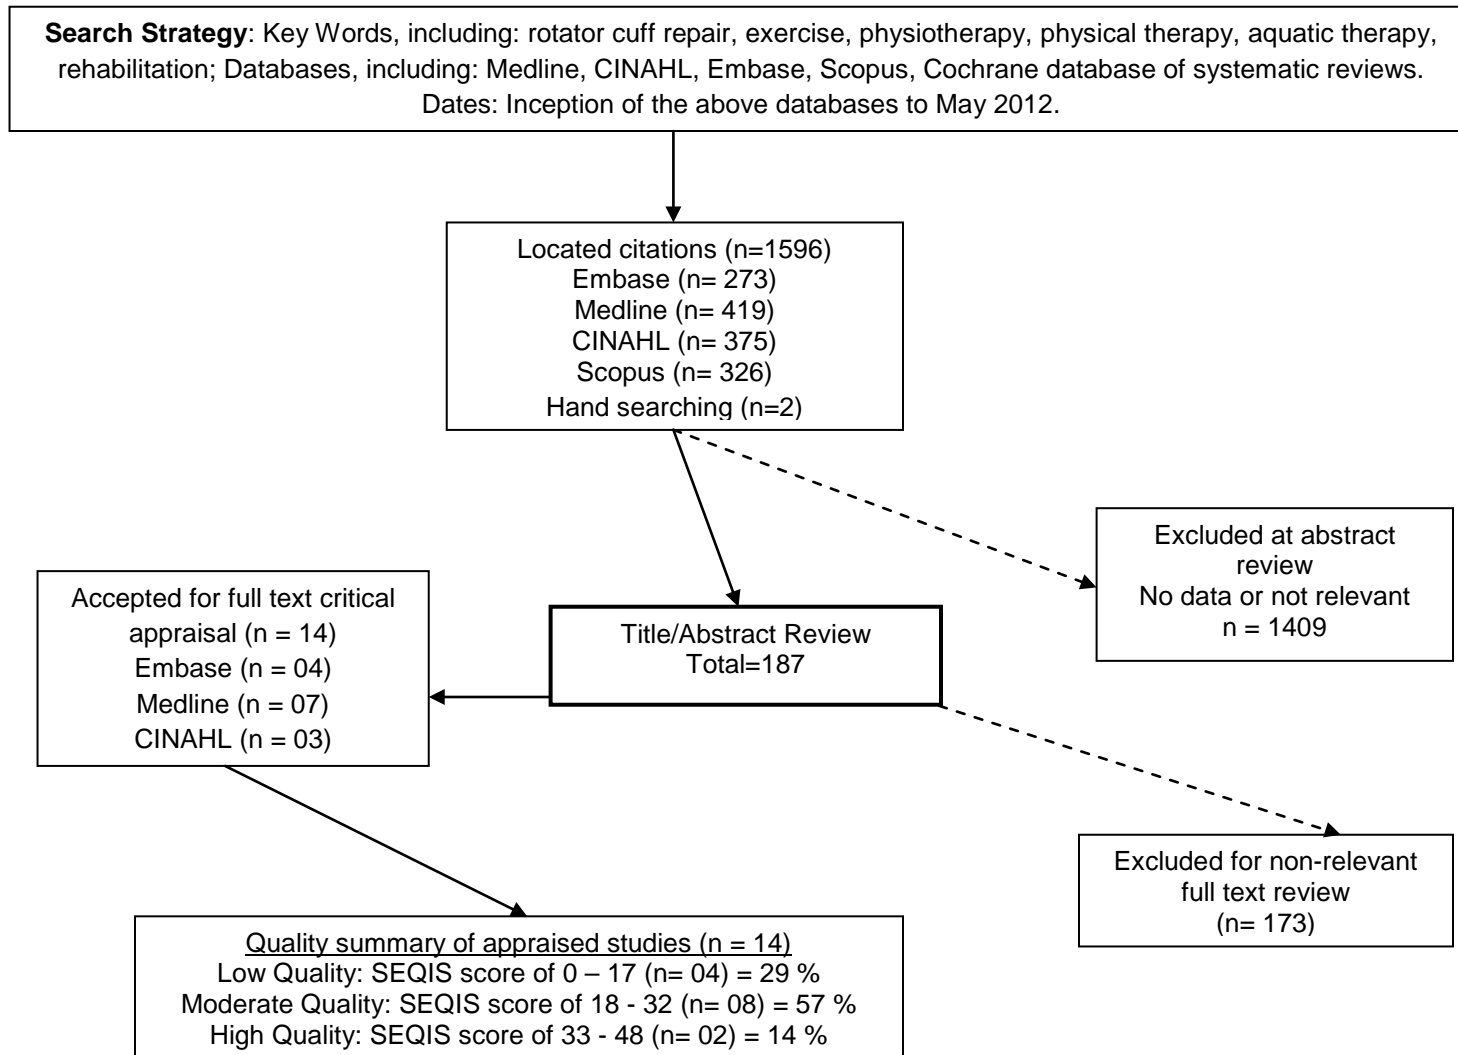 Search Strategy: Key Words, including: rotator cuff repair, exercise, physiotherapy, physical therapy, aquatic therapy,
rehabilitation; Databases, including: Medline, CINAHL, Embase, Scopus, Cochrane database of systematic reviews.
Dates: Inception of the above databases to May 2012.
Located citations (n=1596)
Embase (n= 273)
Medline (n= 419)
CINAHL (n= 375)
Scopus (n= 326)
Hand searching (n=2)
Excluded at abstract
review
No data or not relevant
n = 1409
Title/Abstract Review
Total=187
Accepted for full text critical
appraisal (n = 14)
Embase (n = 04)
Medline (n = 07)
CINAHL (n = 03)
Excluded for non-relevant
full text review
(n= 173)
Quality summary of appraised studies (n = 14)
Low Quality: SEQIS score of 0 – 17 (n= 04) = 29 %
Moderate Quality: SEQIS score of 18 - 32 (n= 08) = 57 %
High Quality: SEQIS score of 33 - 48 (n= 02) = 14 %